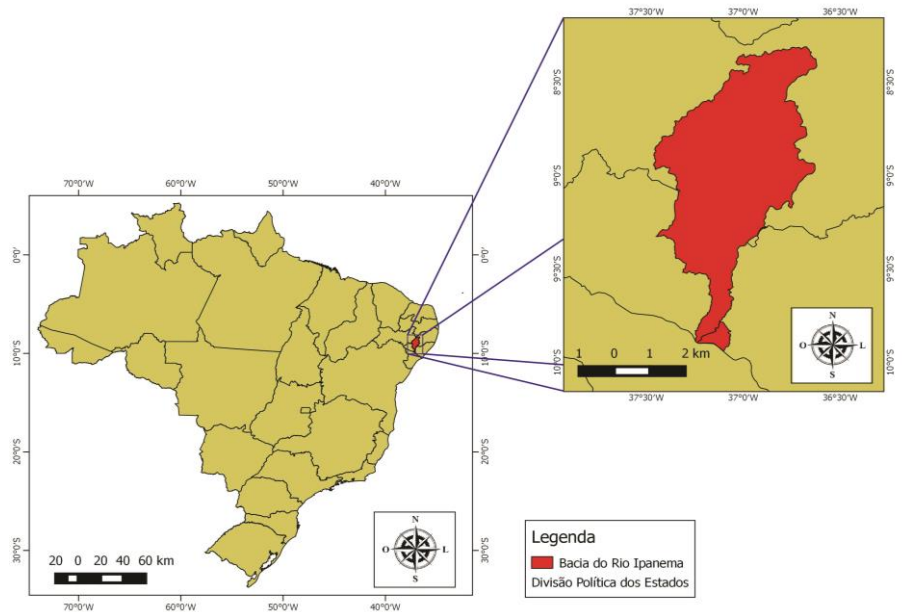 37°30'W 37°0'W 36°30'W
8°30'S 8°30'S
9°0'S 9°0'S
9°30'S 9°30'S
10°0'S 10°0'S
N
O L
S
1 0 1 2 km
37°30'W 37°0'W 36°30'W
70°0'W 60°0'W 50°0'W 40°0'W
0°0'S 0°0'S
10°0'S 10°0'S
20°0'S 20°0'S
30°0'S 30°0'S
N
O L
S
20 0 20 40 60 km
70°0'W 60°0'W 50°0'W 40°0'W
Legenda
Bacia do Rio Ipanema
Divisão Política dos Estados